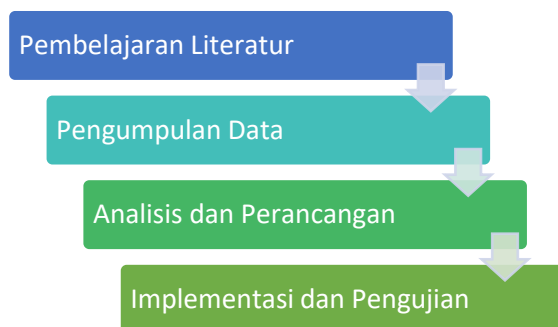 Pembelajaran Literatur
Pengumpulan Data
Analisis dan Perancangan
Implementasi dan Pengujian